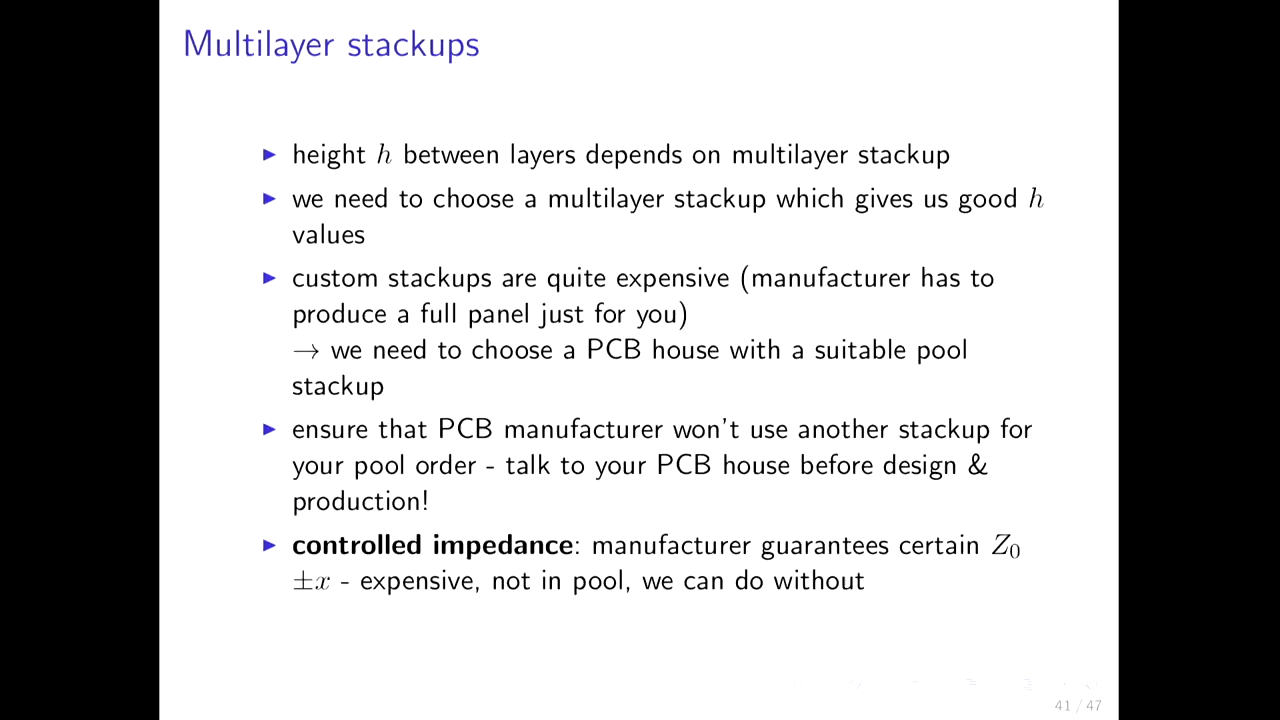 Multilayer stackups
▶ height h between layers depends on multilayer stackup
▶ we need to choose a multilayer stackup which gives us good h
values
▶ custom stackups are quite expensive (manufacturer has to
produce a full panel just for you)
→ we need to choose a PCB house with a suitable pool
stackup
▶ ensure that PCB manufacturer won't use another stackup for
your pool order - talk to your PCB house before design &
production!
▶ controlled impedance: manufacturer guarantees certain Z₀
±x - expensive, not in pool, we can do without
41 / 47